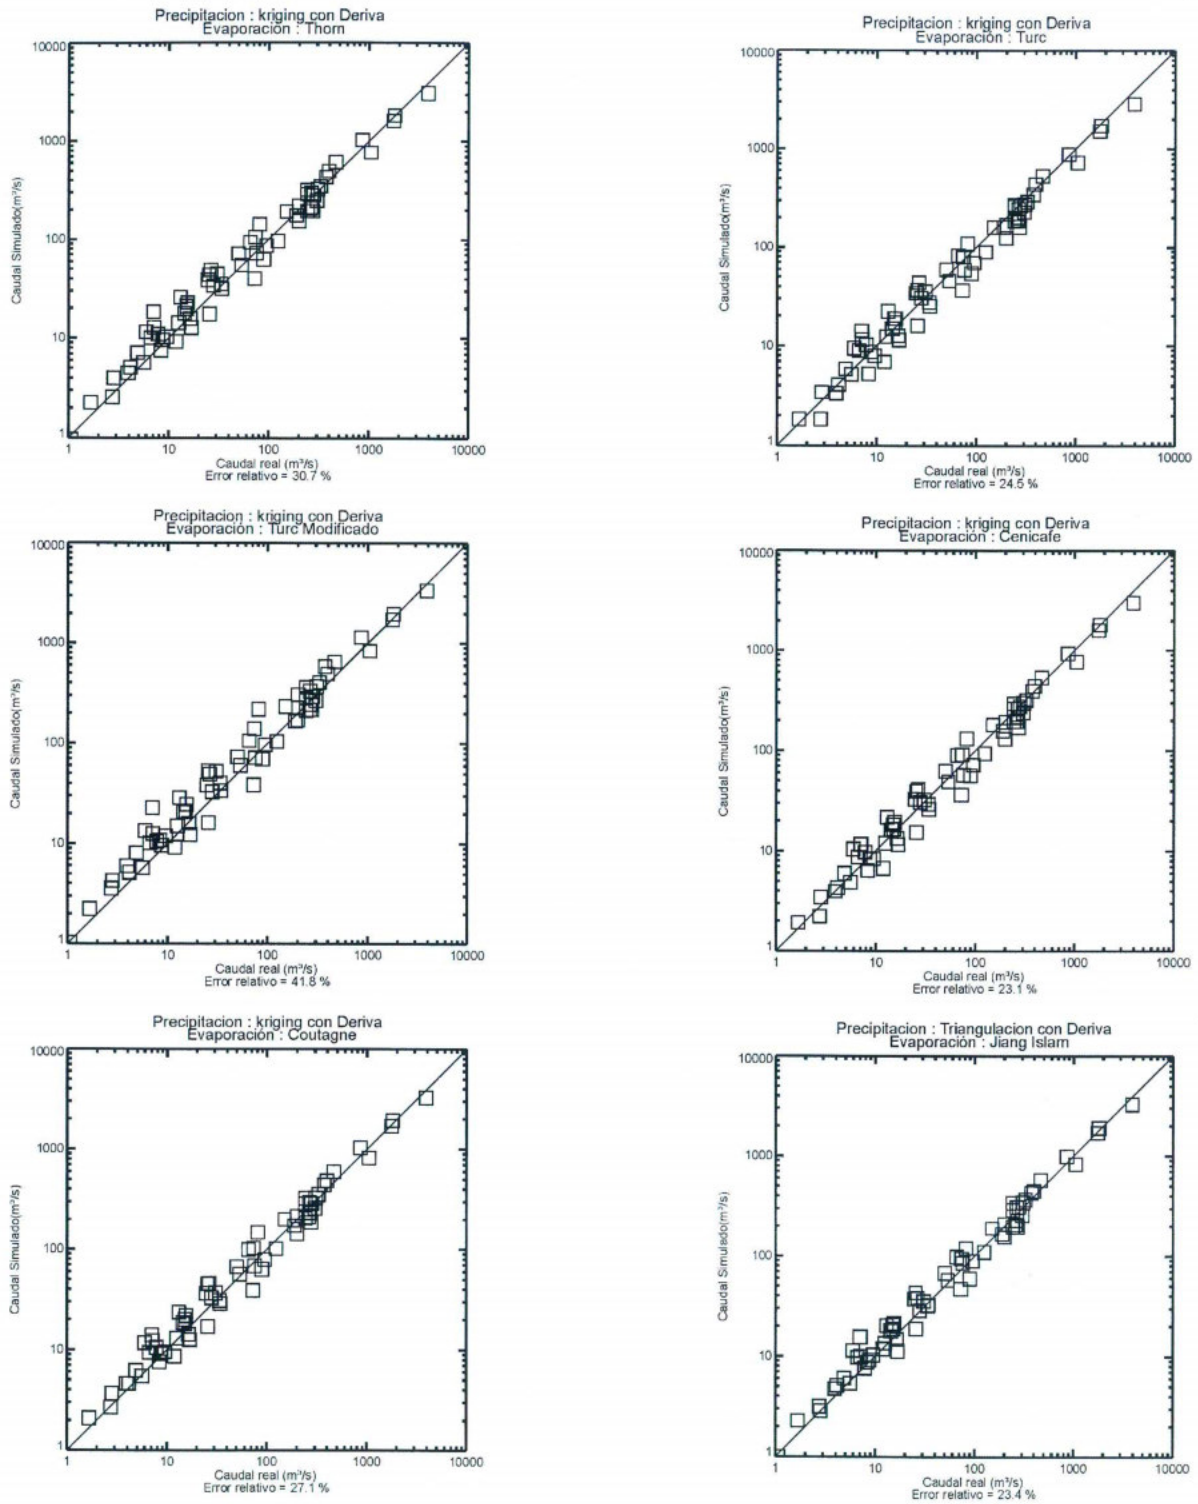 Precipitacion : kriging con Deriva
Evaporación : Thorn
10000
1000
100
10
1
Caudal Simulado(m³/s)
1 10 100 1000 10000
Caudal real (m³/s)
Error relativo = 30.7 %
Precipitacion : kriging con Deriva
Evaporación : Turc
10000
1000
100
10
1
Caudal Simulado(m³/s)
1 10 100 1000 10000
Caudal real (m³/s)
Error relativo = 24.5 %
Precipitacion : kriging con Deriva
Evaporación : Turc Modificado
10000
1000
100
10
1
Caudal Simulado(m³/s)
1 10 100 1000 10000
Caudal real (m³/s)
Error relativo = 41.8 %
Precipitacion : kriging con Deriva
Evaporación : Cenicafe
10000
1000
100
10
1
Caudal Simulado(m³/s)
1 10 100 1000 10000
Caudal real (m³/s)
Error relativo = 23.1 %
Precipitacion : kriging con Deriva
Evaporación : Coutagne
10000
1000
100
10
1
Caudal Simulado(m³/s)
1 10 100 1000 10000
Caudal real (m³/s)
Error relativo = 27.1 %
Precipitacion : Triangulacion con Deriva
Evaporación : Jiang Islam
10000
1000
100
10
1
Caudal Simulado(m³/s)
1 10 100 1000 10000
Caudal real (m³/s)
Error relativo = 23.4 %